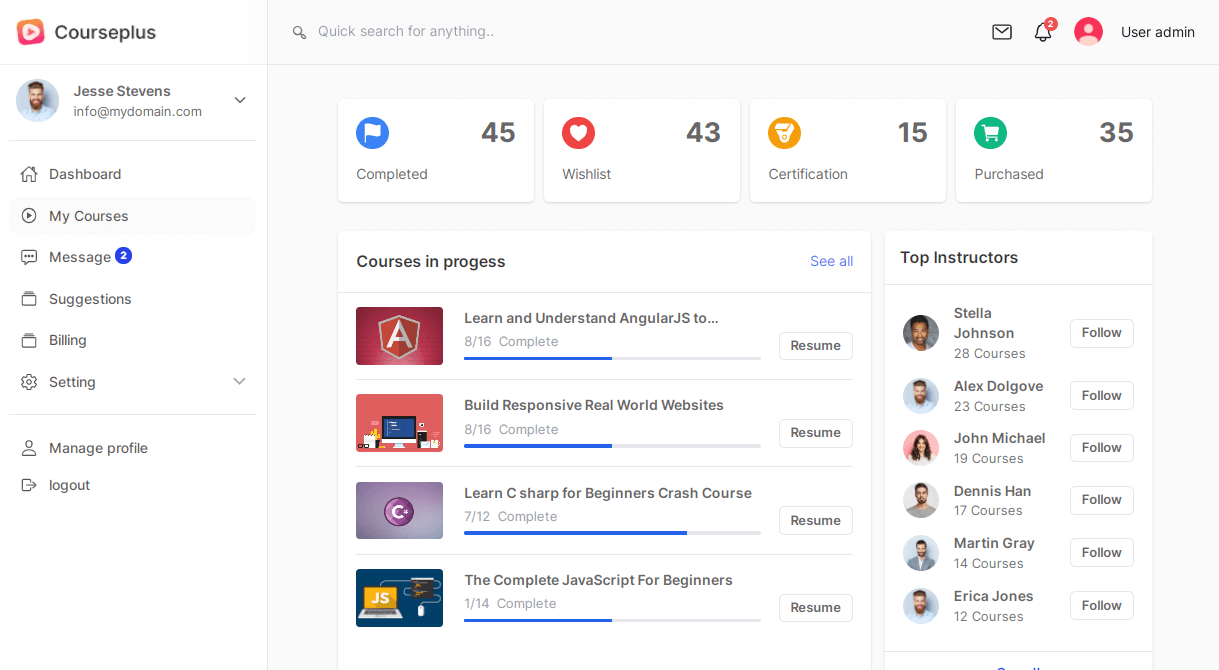 Courseplus
Quick search for anything..
2
User admin
Jesse Stevens
info@mydomain.com
Dashboard
My Courses
Message 2
Suggestions
Billing
Setting
Manage profile
logout
45
Completed
43
Wishlist
15
Certification
35
Purchased
Courses in progess
See all
Learn and Understand AngularJS to...
8/16 Complete
Resume
Build Responsive Real World Websites
8/16 Complete
Resume
C#
Learn C sharp for Beginners Crash Course
7/12 Complete
Resume
JS
The Complete JavaScript For Beginners
1/14 Complete
Resume
Top Instructors
Stella
Johnson
28 Courses
Follow
Alex Dolgove
23 Courses
Follow
John Michael
19 Courses
Follow
Dennis Han
17 Courses
Follow
Martin Gray
14 Courses
Follow
Erica Jones
12 Courses
Follow